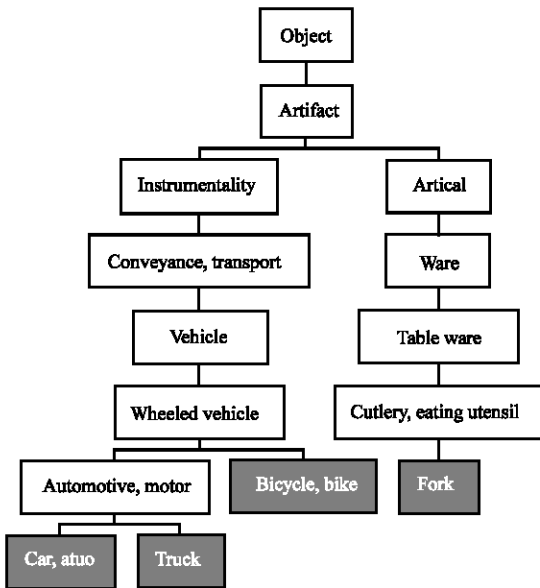 Object
Artifact
Instrumentality
Artical
Conveyance, transport
Ware
Vehicle
Table ware
Wheeled vehicle
Cutlery, eating utensil
Automotive, motor
Bicycle, bike
Fork
Car, atuo
Truck